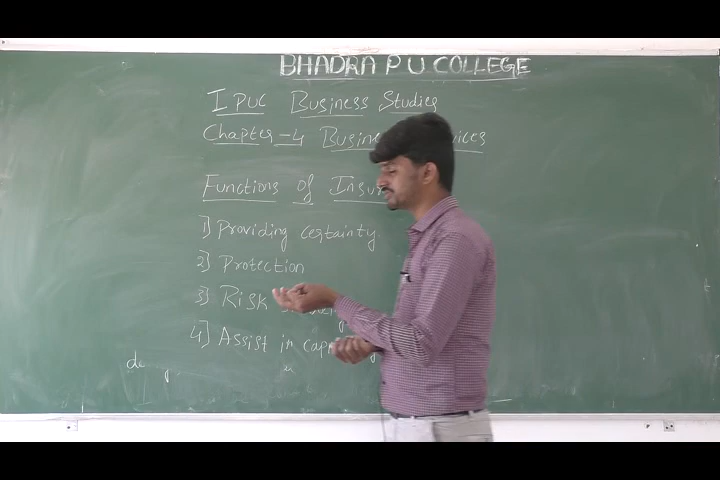 BHADRA P U COLLEGE
I PUC Business Studies
Chapter-4
Functions of
1] Providing certainty
2] Protection
3] Risk
4] Assist in